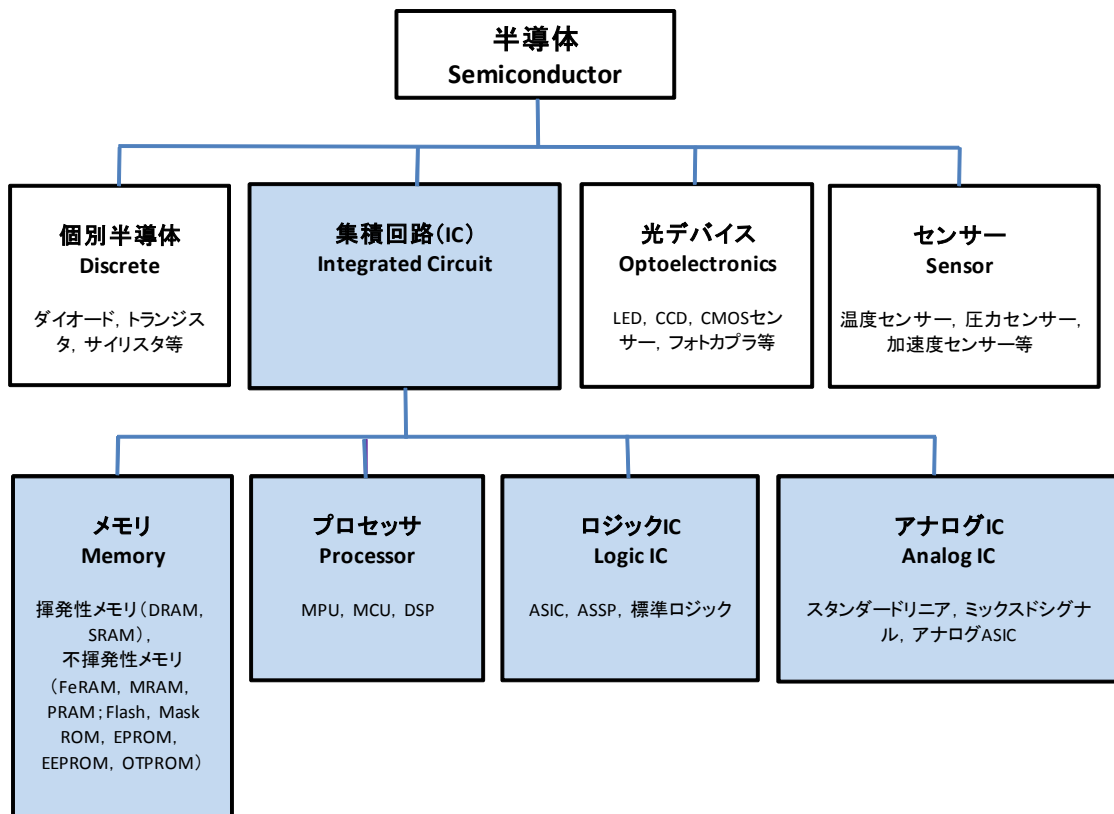 半導体
Semiconductor
個別半導体
Discrete
ダイオード, トランジス
タ, サイリスタ等
集積回路(IC)
Integrated Circuit
光デバイス
Optoelectronics
LED, CCD, CMOSセン
サー, フォトカプラ等
センサー
Sensor
温度センサー, 圧力センサー,
加速度センサー等
メモリ
Memory
揮発性メモリ(DRAM,
SRAM),
不揮発性メモリ
(FeRAM, MRAM,
PRAM;Flash, Mask
ROM, EPROM,
EEPROM, OTPROM)
プロセッサ
Processor
MPU, MCU, DSP
ロジックIC
Logic IC
ASIC, ASSP, 標準ロジック
アナログIC
Analog IC
スタンダードリニア, ミックスドシグナ
ル, アナログASIC